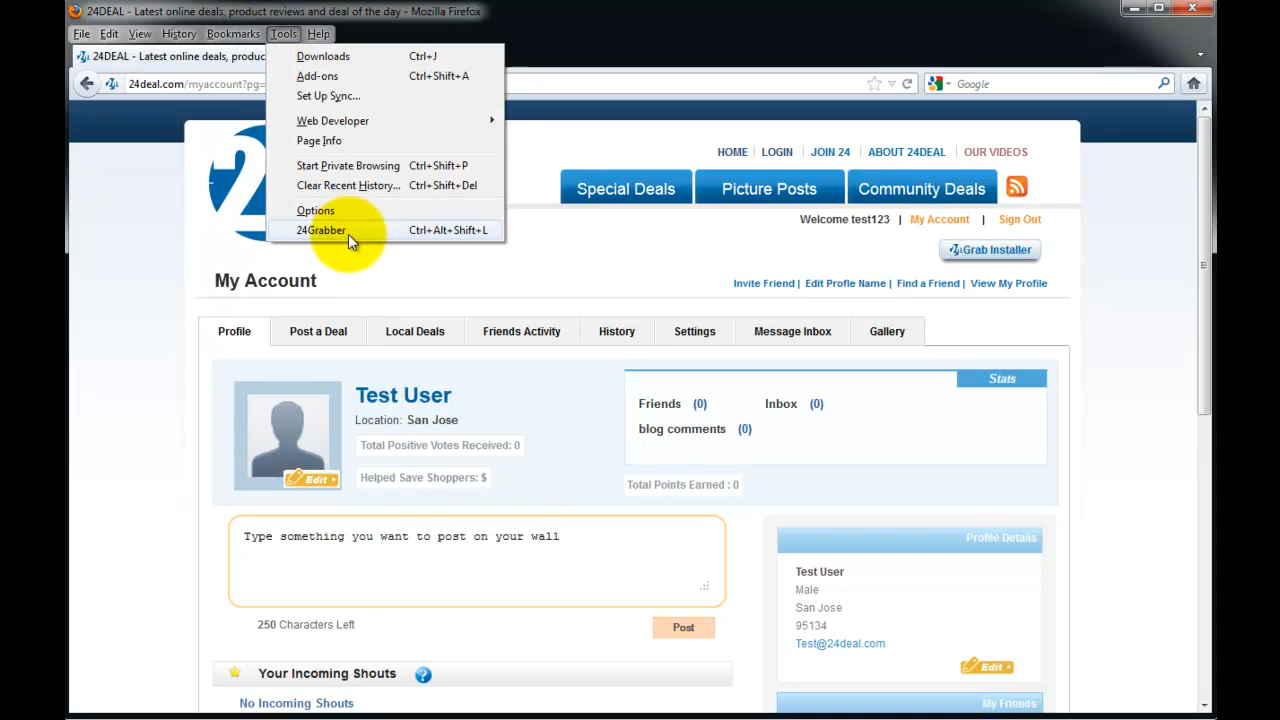 24DEAL - Latest online deals, product reviews and deal of the day - Mozilla Firefox
File Edit View History Bookmarks Tools Help
24DEAL - Latest online deals, produc
24deal.com/myaccount?pg=
Google
Downloads Ctrl+J
Add-ons Ctrl+Shift+A
Set Up Sync...
Web Developer
Page Info
Start Private Browsing Ctrl+Shift+P
Clear Recent History... Ctrl+Shift+Del
Options
24Grabber Ctrl+Alt+Shift+L
2
HOME LOGIN JOIN 24 ABOUT 24DEAL OUR VIDEOS
Special Deals Picture Posts Community Deals
Welcome test123 | My Account | Sign Out
24Grab Installer
My Account
Invite Friend | Edit Profle Name | Find a Friend | View My Profile
Profile Post a Deal Local Deals Friends Activity History Settings Message Inbox Gallery
Test User
Location: San Jose
Total Positive Votes Received: 0
Helped Save Shoppers: $
Edit
Stats
Friends (0) Inbox (0)
blog comments (0)
Total Points Earned : 0
Type something you want to post on your wall
250 Characters Left
Post
Your Incoming Shouts ?
No Incoming Shouts
Profile Details
Test User
Male
San Jose
95134
Test@24deal.com
Edit
My Friends